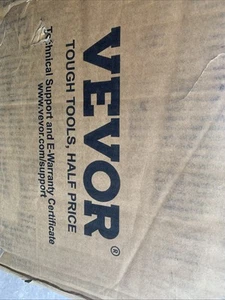 VEVOR®
TOUGH TOOLS, HALF PRICE
Technical Support and E-Warranty Certificate
www.vevor.com/support